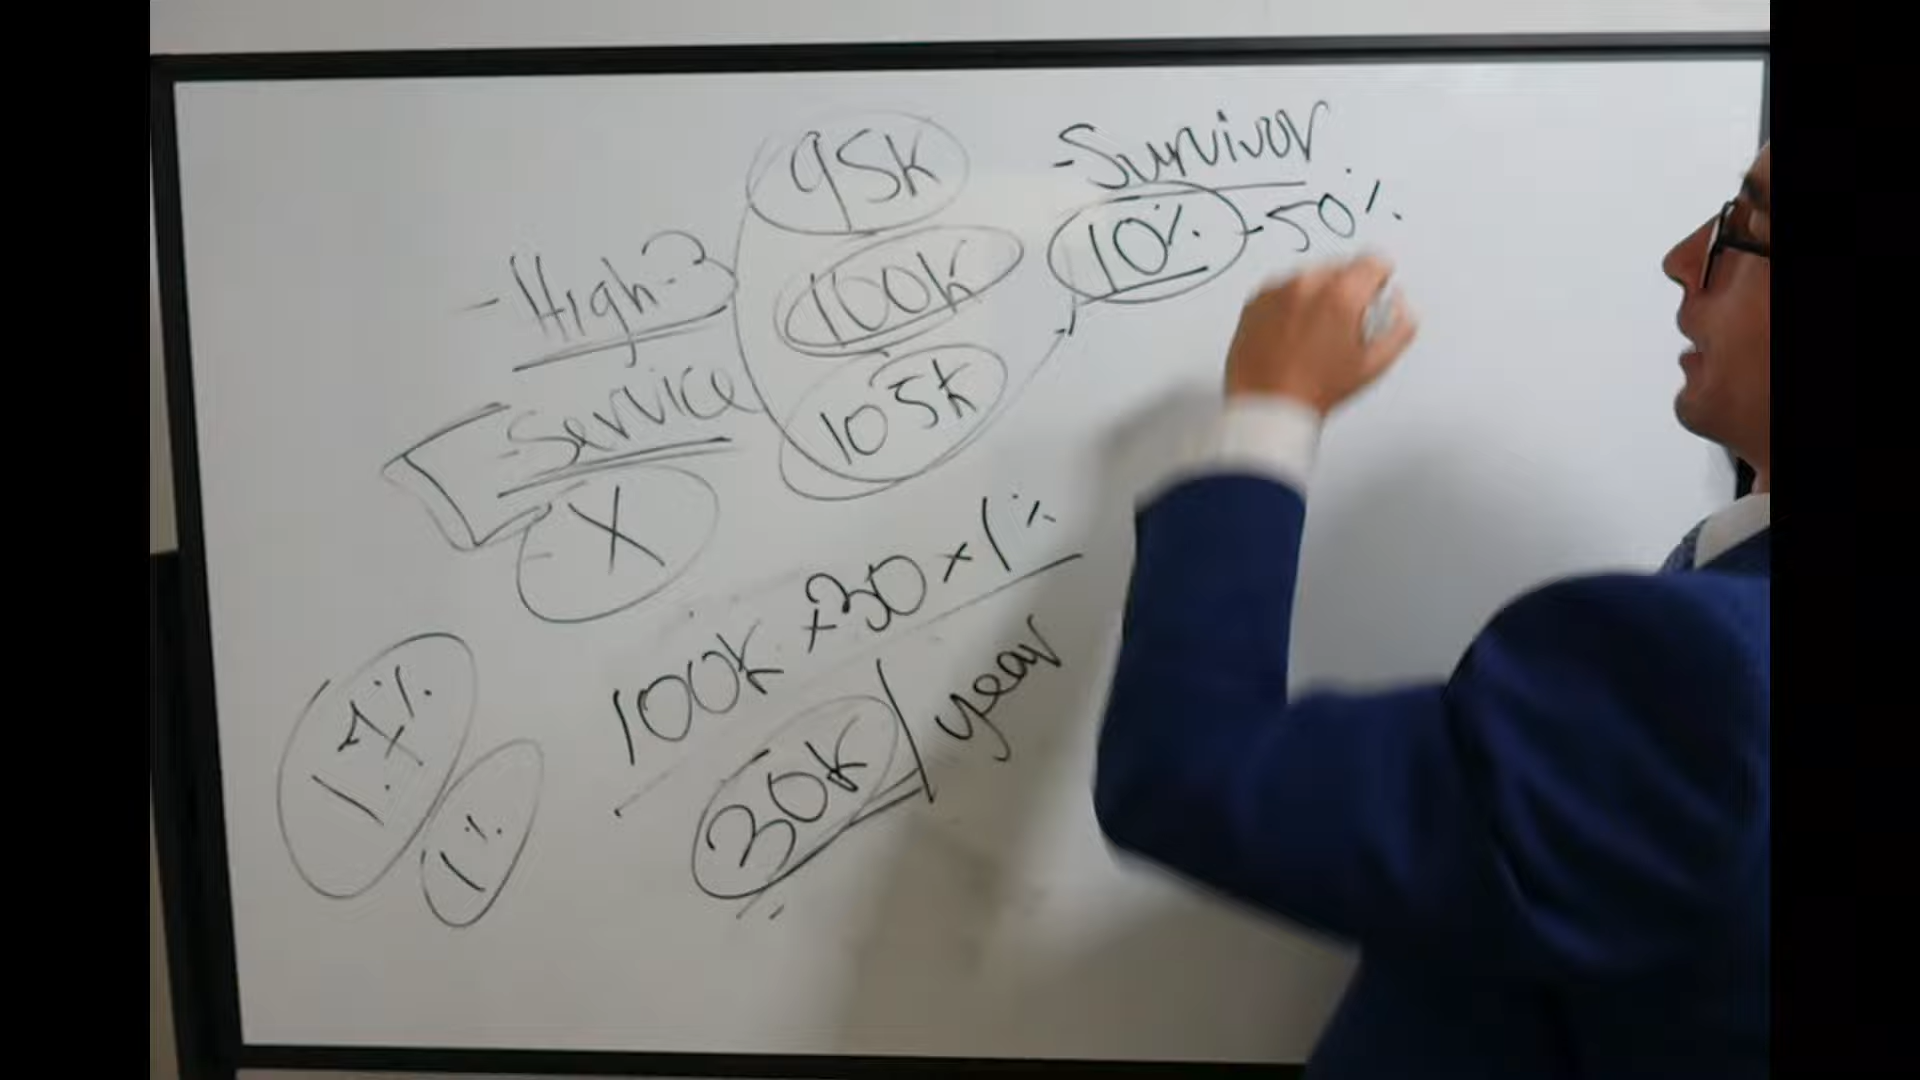 - High-3
95k
100k
105k
- Service
- X
- Survivor
10% - 50%
100k x 30 x 1%
30k / year
1.7%
1%